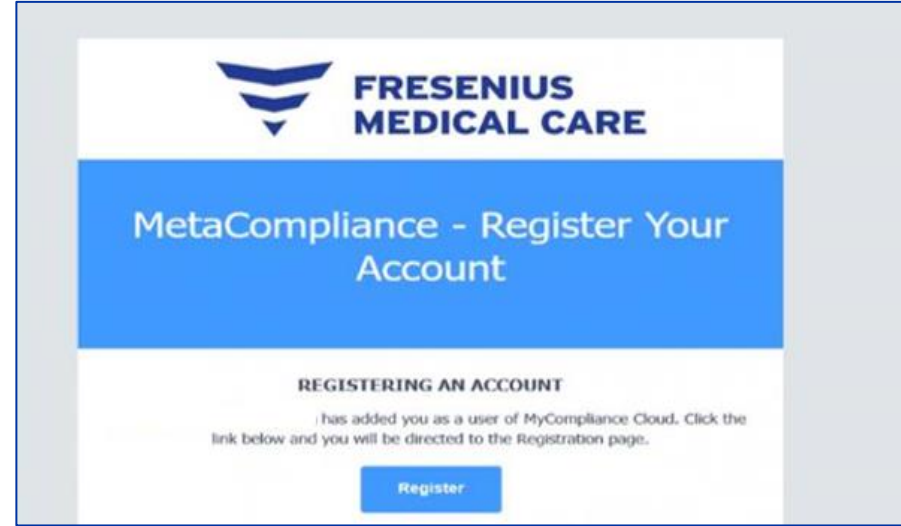 FRESENIUS
MEDICAL CARE
MetaCompliance - Register Your
Account
REGISTERING AN ACCOUNT
has added you as a user of MyCompliance Cloud. Click the
link below and you will be directed to the Registration page.
Register